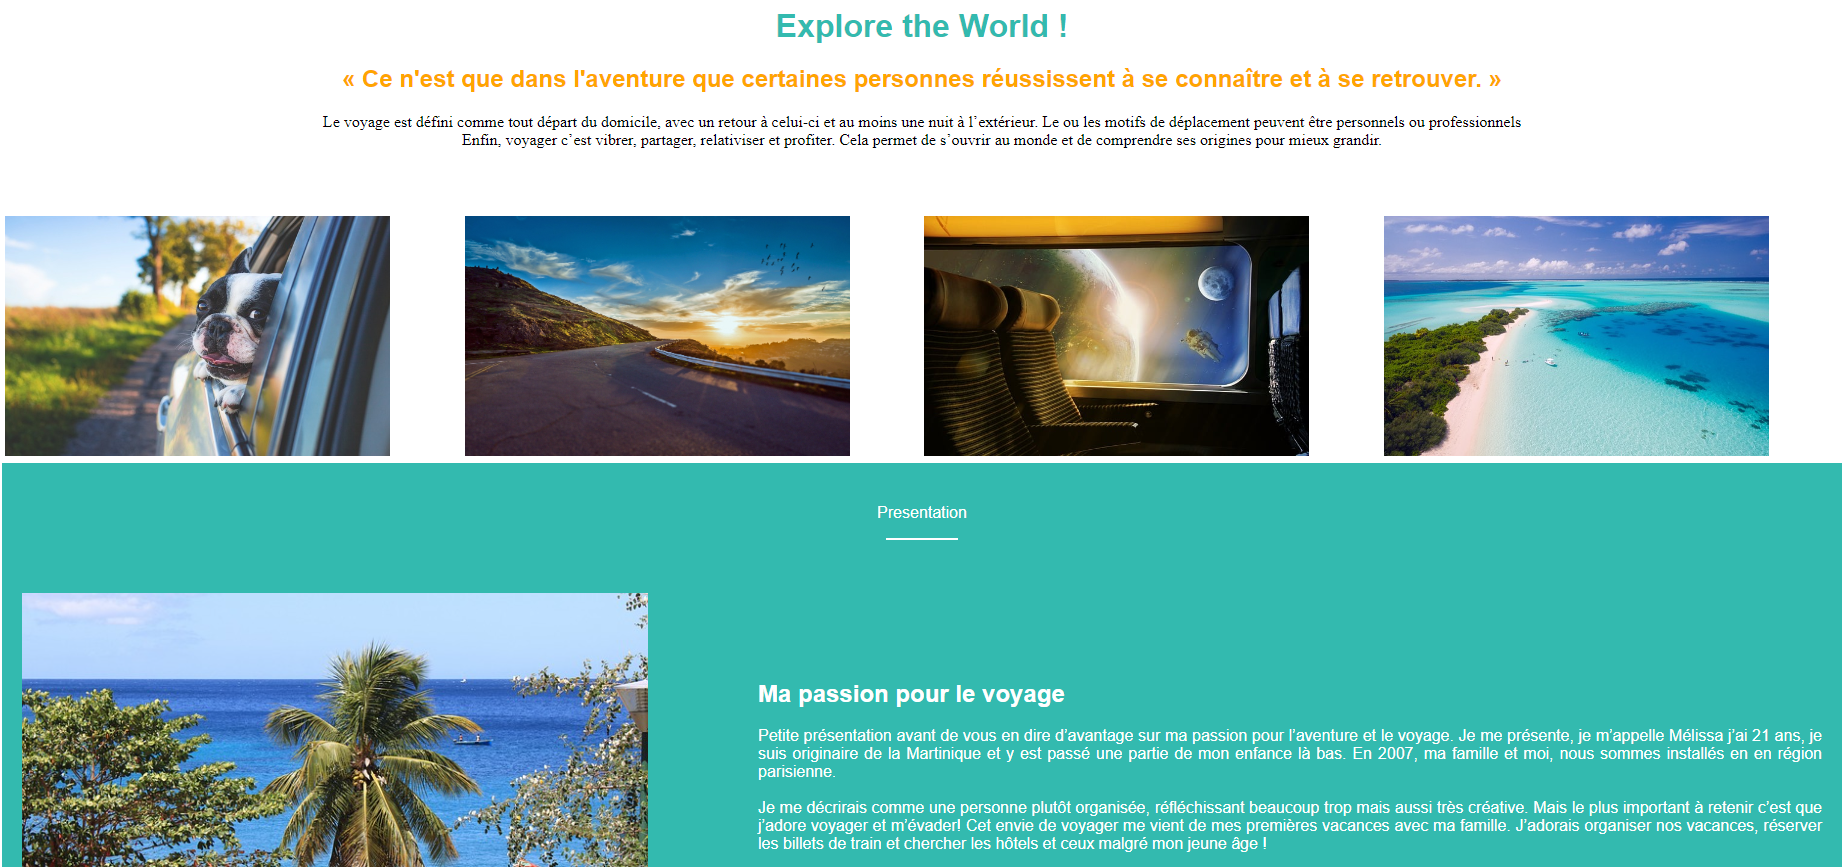 Explore the World !
« Ce n'est que dans l'aventure que certaines personnes réussissent à se connaître et à se retrouver. »
Le voyage est défini comme tout départ du domicile, avec un retour à celui-ci et au moins une nuit à l’extérieur. Le ou les motifs de déplacement peuvent être personnels ou professionnels
Enfin, voyager c’est vibrer, partager, relativiser et profiter. Cela permet de s’ouvrir au monde et de comprendre ses origines pour mieux grandir.
Presentation
Ma passion pour le voyage
Petite présentation avant de vous en dire d’avantage sur ma passion pour l’aventure et le voyage. Je me présente, je m’appelle Mélissa j’ai 21 ans, je
suis originaire de la Martinique et y est passé une partie de mon enfance là bas. En 2007, ma famille et moi, nous sommes installés en en région
parisienne.
Je me décrirais comme une personne plutôt organisée, réfléchissant beaucoup trop mais aussi très créative. Mais le plus important à retenir c’est que
j’adore voyager et m’évader! Cet envie de voyager me vient de mes premières vacances avec ma famille. J’adorais organiser nos vacances, réserver
les billets de train et chercher les hôtels et ceux malgré mon jeune âge !